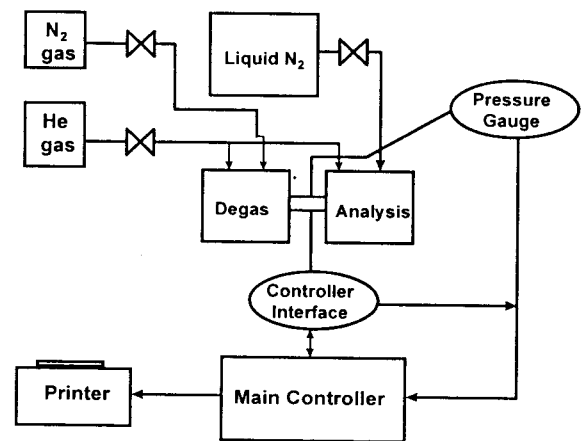 N₂
gas
Liquid N₂
Pressure
Gauge
He
gas
Degas
Analysis
Controller
Interface
Printer
Main Controller